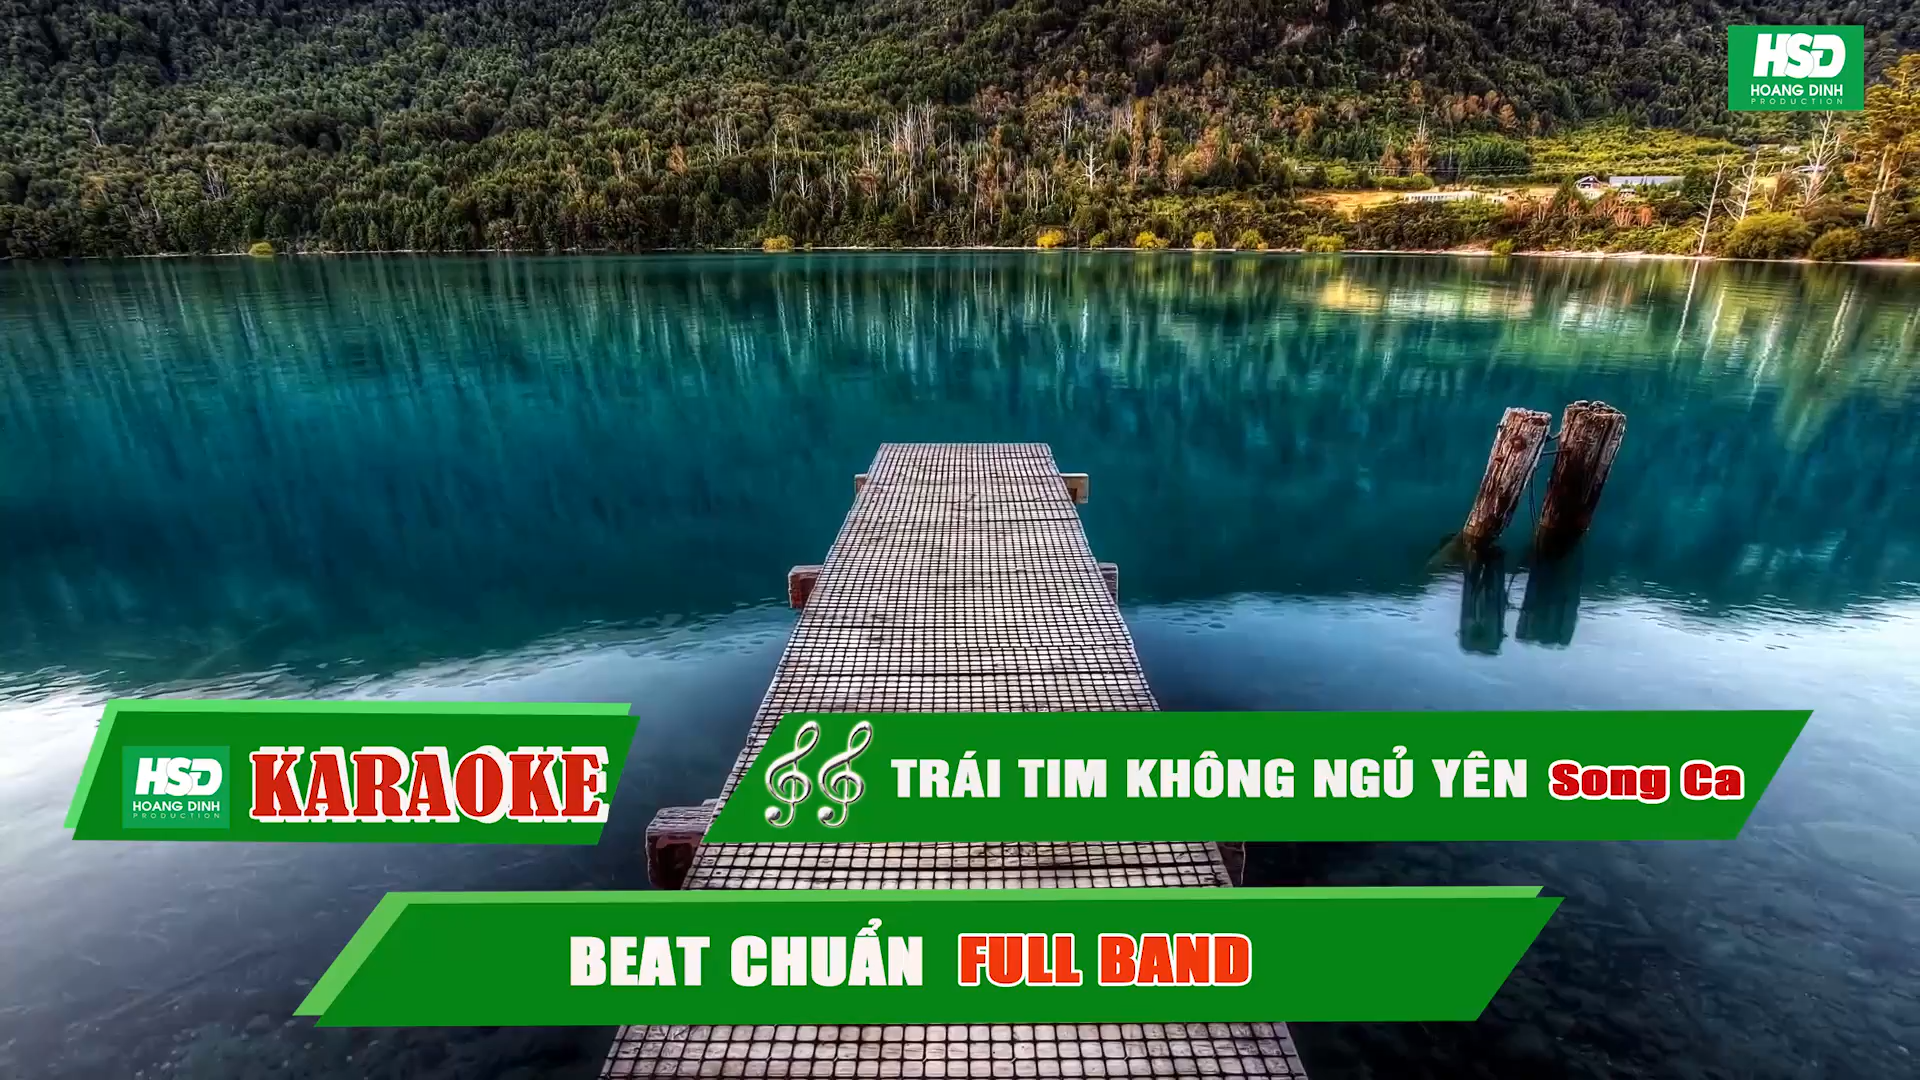 HSD
HOANG DINH
PRODUCTION
HSD
HOANG DINH
PRODUCTION
KARAOKE
TRÁI TIM KHÔNG NGỦ YÊN Song Ca
BEAT CHUẨN FULL BAND